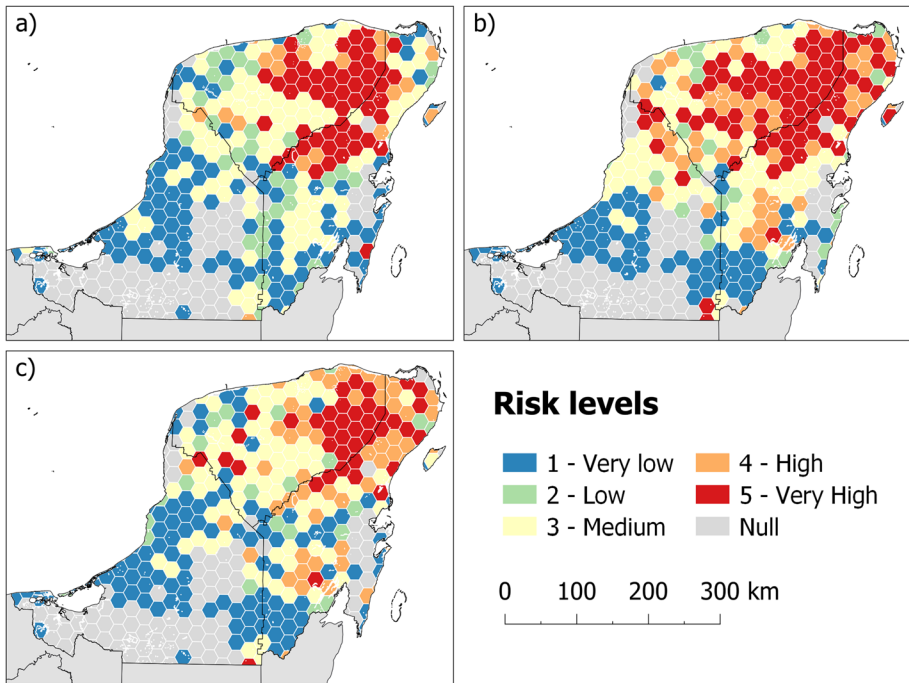 a)
b)
c)
Risk levels
1 - Very low
4 - High
2 - Low
5 - Very High
3 - Medium
Null
0 100 200 300 km